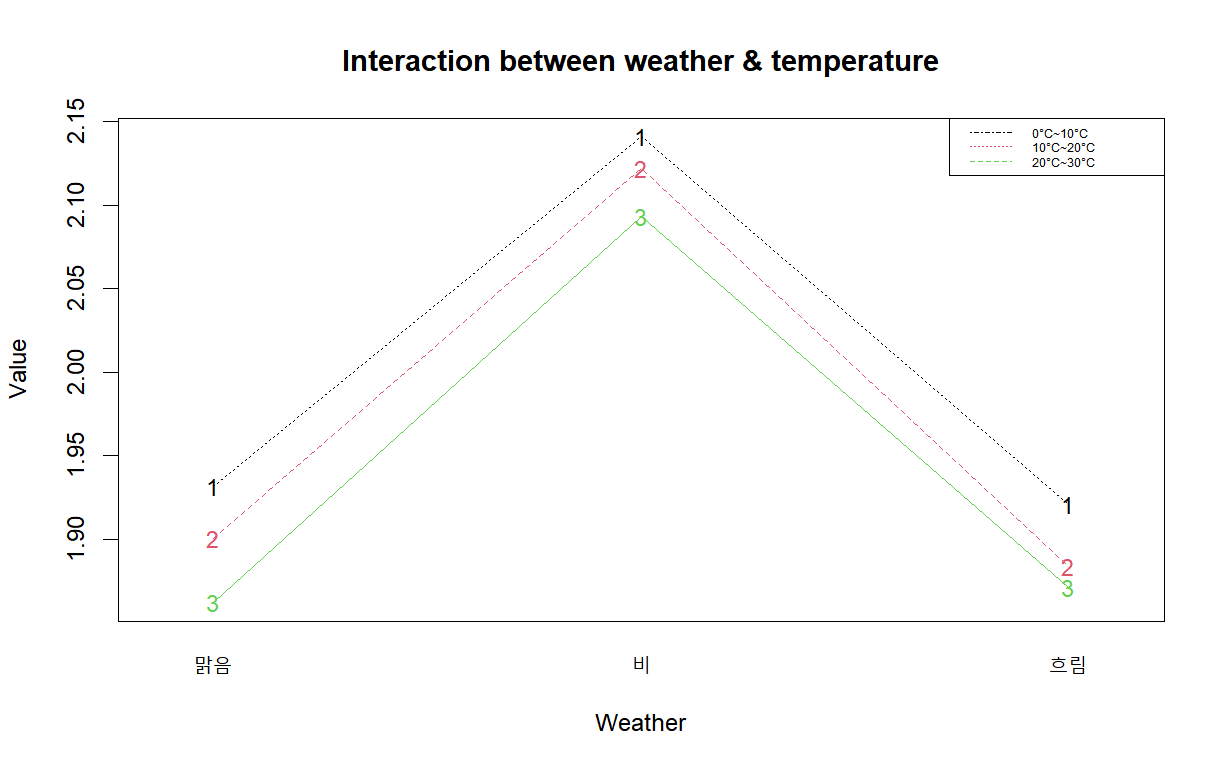 Interaction between weather & temperature
0°C~10°C
10°C~20°C
20°C~30°C
Value
2.15
2.10
2.05
2.00
1.95
1.90
1
2
3
1
2
3
1
2
3
맑음
비
흐림
Weather